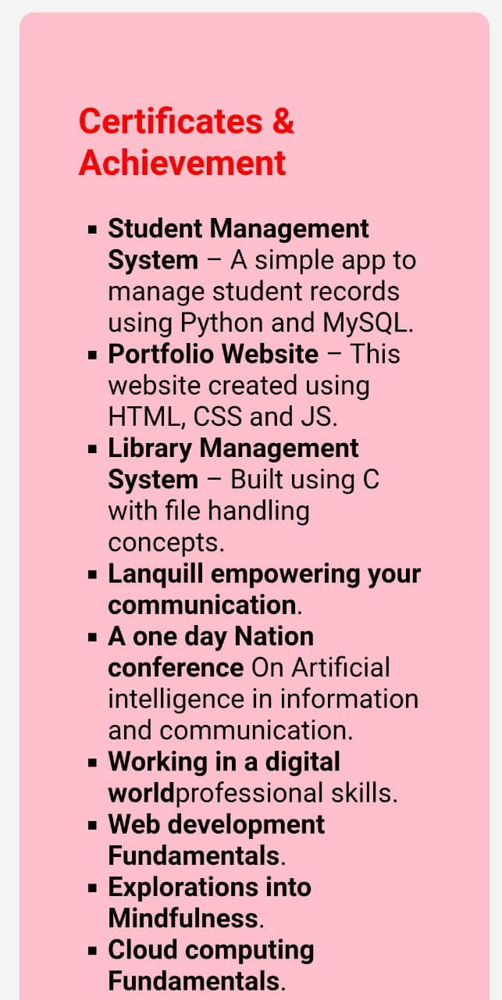 Certificates &
Achievement
▪ Student Management
System – A simple app to
manage student records
using Python and MySQL.
▪ Portfolio Website – This
website created using
HTML, CSS and JS.
▪ Library Management
System – Built using C
with file handling
concepts.
▪ Lanquill empowering your
communication.
▪ A one day Nation
conference On Artificial
intelligence in information
and communication.
▪ Working in a digital
worldprofessional skills.
▪ Web development
Fundamentals.
▪ Explorations into
Mindfulness.
▪ Cloud computing
Fundamentals.